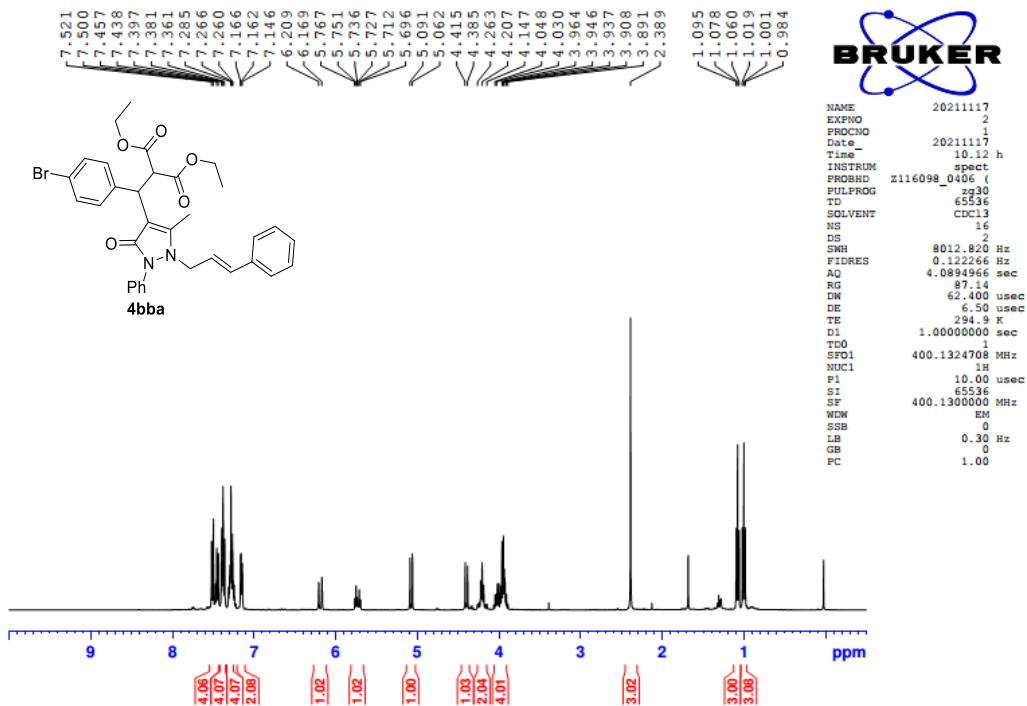 7.521
7.500
7.457
7.438
7.397
7.381
7.361
7.285
7.266
7.260
7.166
7.162
7.146
6.209
6.169
5.767
5.751
5.736
5.727
5.712
5.696
5.091
5.062
4.415
4.385
4.263
4.207
4.147
4.048
4.030
3.964
3.946
3.937
3.908
3.891
2.389
1.095
1.078
1.060
1.019
1.001
0.984
BRUKER
NAME 20211117
EXPNO 2
PROCNO 1
Date_ 20211117
Time 10.12 h
INSTRUM spect
PROBHD Z116098_0406 (
PULPROG zg30
TD 65536
SOLVENT CDCl3
NS 16
DS 2
SWH 8012.820 Hz
FIDRES 0.122266 Hz
AQ 4.0894966 sec
RG 87.14
DW 62.400 usec
DE 6.50 usec
TE 294.9 K
D1 1.00000000 sec
TD0 1
SFO1 400.1324708 MHz
NUC1 1H
P1 10.00 usec
SI 65536
SF 400.1300000 MHz
WDW EM
SSB 0
LB 0.30 Hz
GB 0
PC 1.00
O
O
O
O
Br
O
N
N
Ph
4bba
9 8 7 6 5 4 3 2 1 ppm
4.06
4.07
4.07
2.08
1.02
1.02
1.00
1.03
2.04
4.01
3.02
3.00
3.08